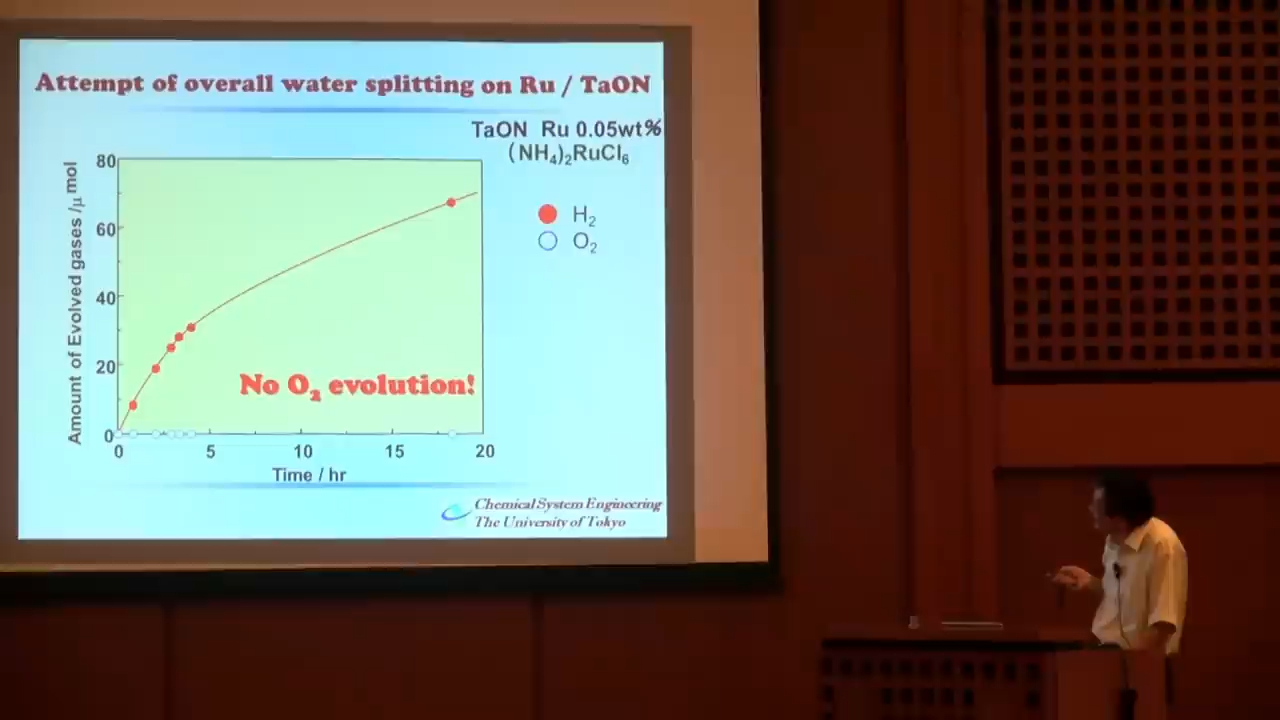 Attempt of overall water splitting on Ru / TaON
TaON Ru 0.05wt%
(NH₄)₂RuCl₆
H₂
O₂
Amount of Evolved gases /μ mol
80
60
40
20
0
No O₂ evolution!
0 5 10 15 20
Time / hr
Chemical System Engineering
The University of Tokyo